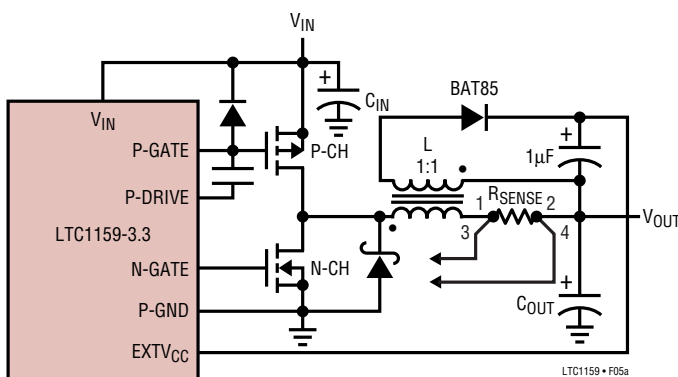 VIN
VIN
P-GATE
P-DRIVE
LTC1159-3.3
N-GATE
P-GND
EXTVCC
P-CH
N-CH
+
CIN
BAT85
L
1:1
+
1µF
RSENSE
1
2
3
4
VOUT
+
COUT
LTC1159 • F05a